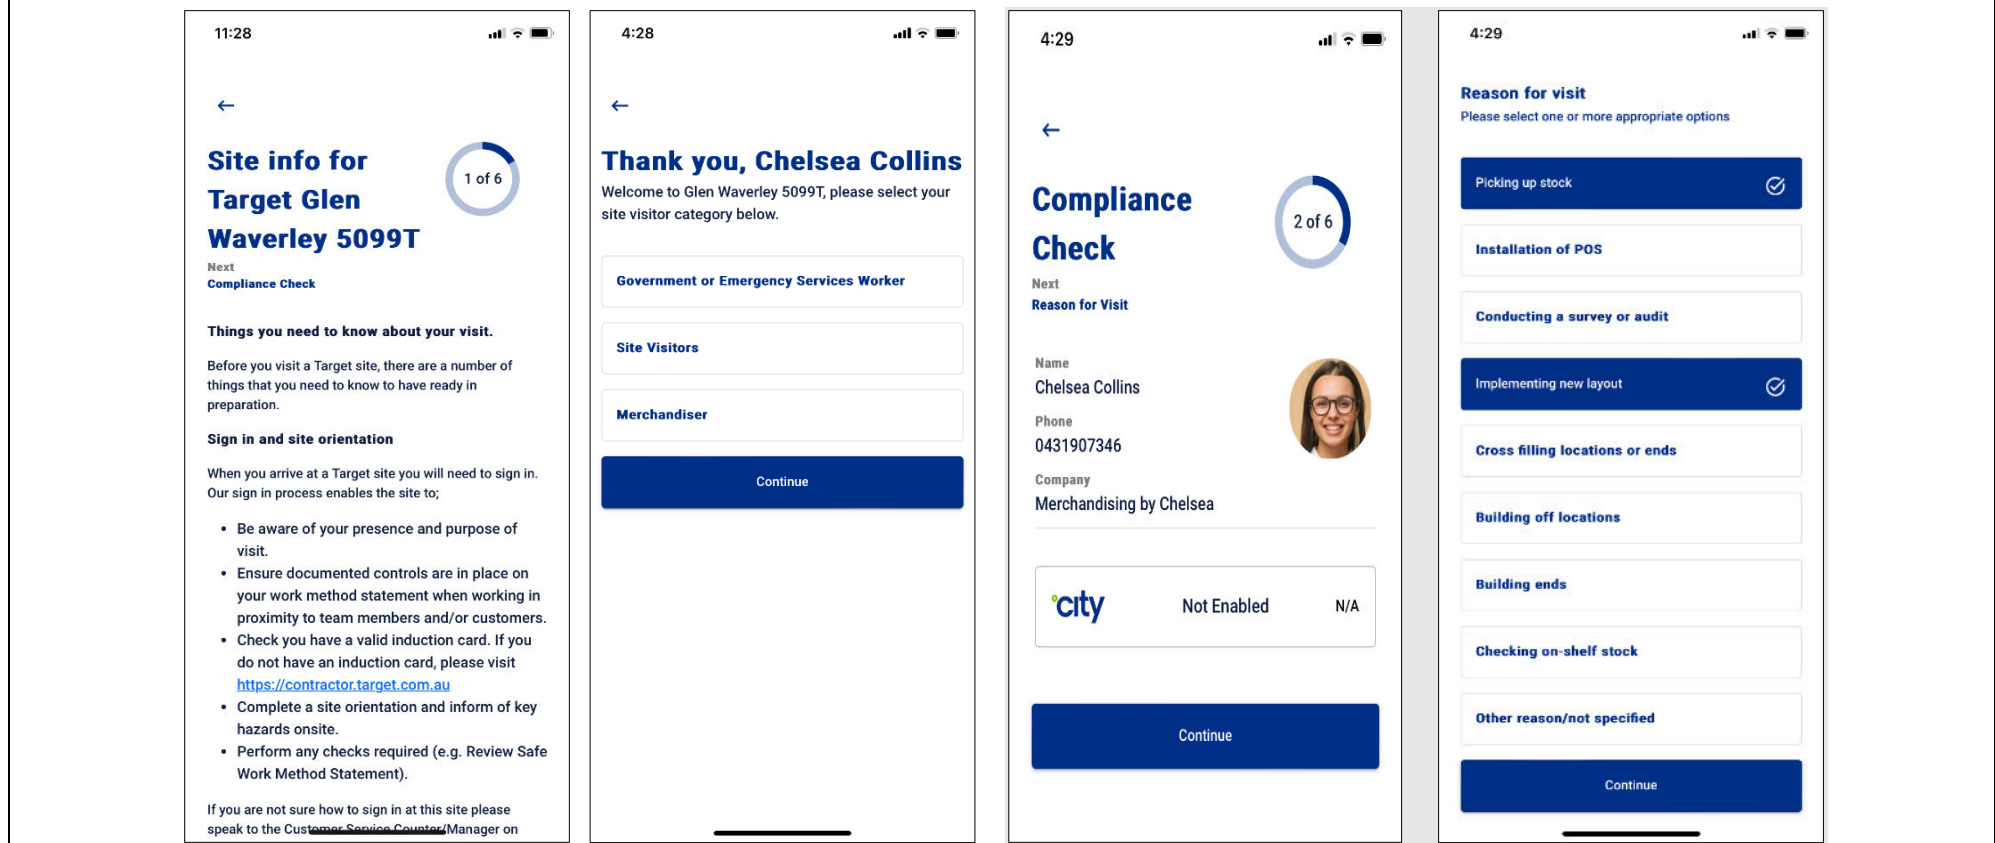 11:28
Site info for
Target Glen
Waverley 5099T
1 of 6
Next
Compliance Check
Things you need to know about your visit.
Before you visit a Target site, there are a number of
things that you need to know to have ready in
preparation.
Sign in and site orientation
When you arrive at a Target site you will need to sign in.
Our sign in process enables the site to;
• Be aware of your presence and purpose of
visit.
• Ensure documented controls are in place on
your work method statement when working in
proximity to team members and/or customers.
• Check you have a valid induction card. If you
do not have an induction card, please visit
https://contractor.target.com.au
• Complete a site orientation and inform of key
hazards onsite.
• Perform any checks required (e.g. Review Safe
Work Method Statement).
If you are not sure how to sign in at this site please
speak to the Customer Service Counter/Manager on
4:28
Thank you, Chelsea Collins
Welcome to Glen Waverley 5099T, please select your
site visitor category below.
Government or Emergency Services Worker
Site Visitors
Merchandiser
Continue
4:29
Compliance
Check
2 of 6
Next
Reason for Visit
Name
Chelsea Collins
Phone
0431907346
Company
Merchandising by Chelsea
city Not Enabled N/A
Continue
4:29
Reason for visit
Please select one or more appropriate options
Picking up stock
Installation of POS
Conducting a survey or audit
Implementing new layout
Cross filling locations or ends
Building off locations
Building ends
Checking on-shelf stock
Other reason/not specified
Continue